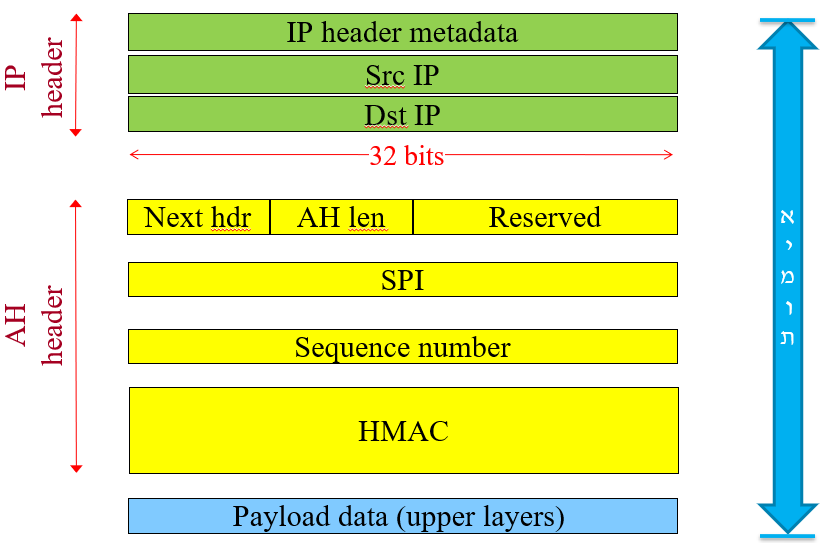 IP header
IP header metadata
Src IP
Dst IP
32 bits
AH header
Next hdr AH len Reserved
SPI
Sequence number
HMAC
Payload data (upper layers)
אימות